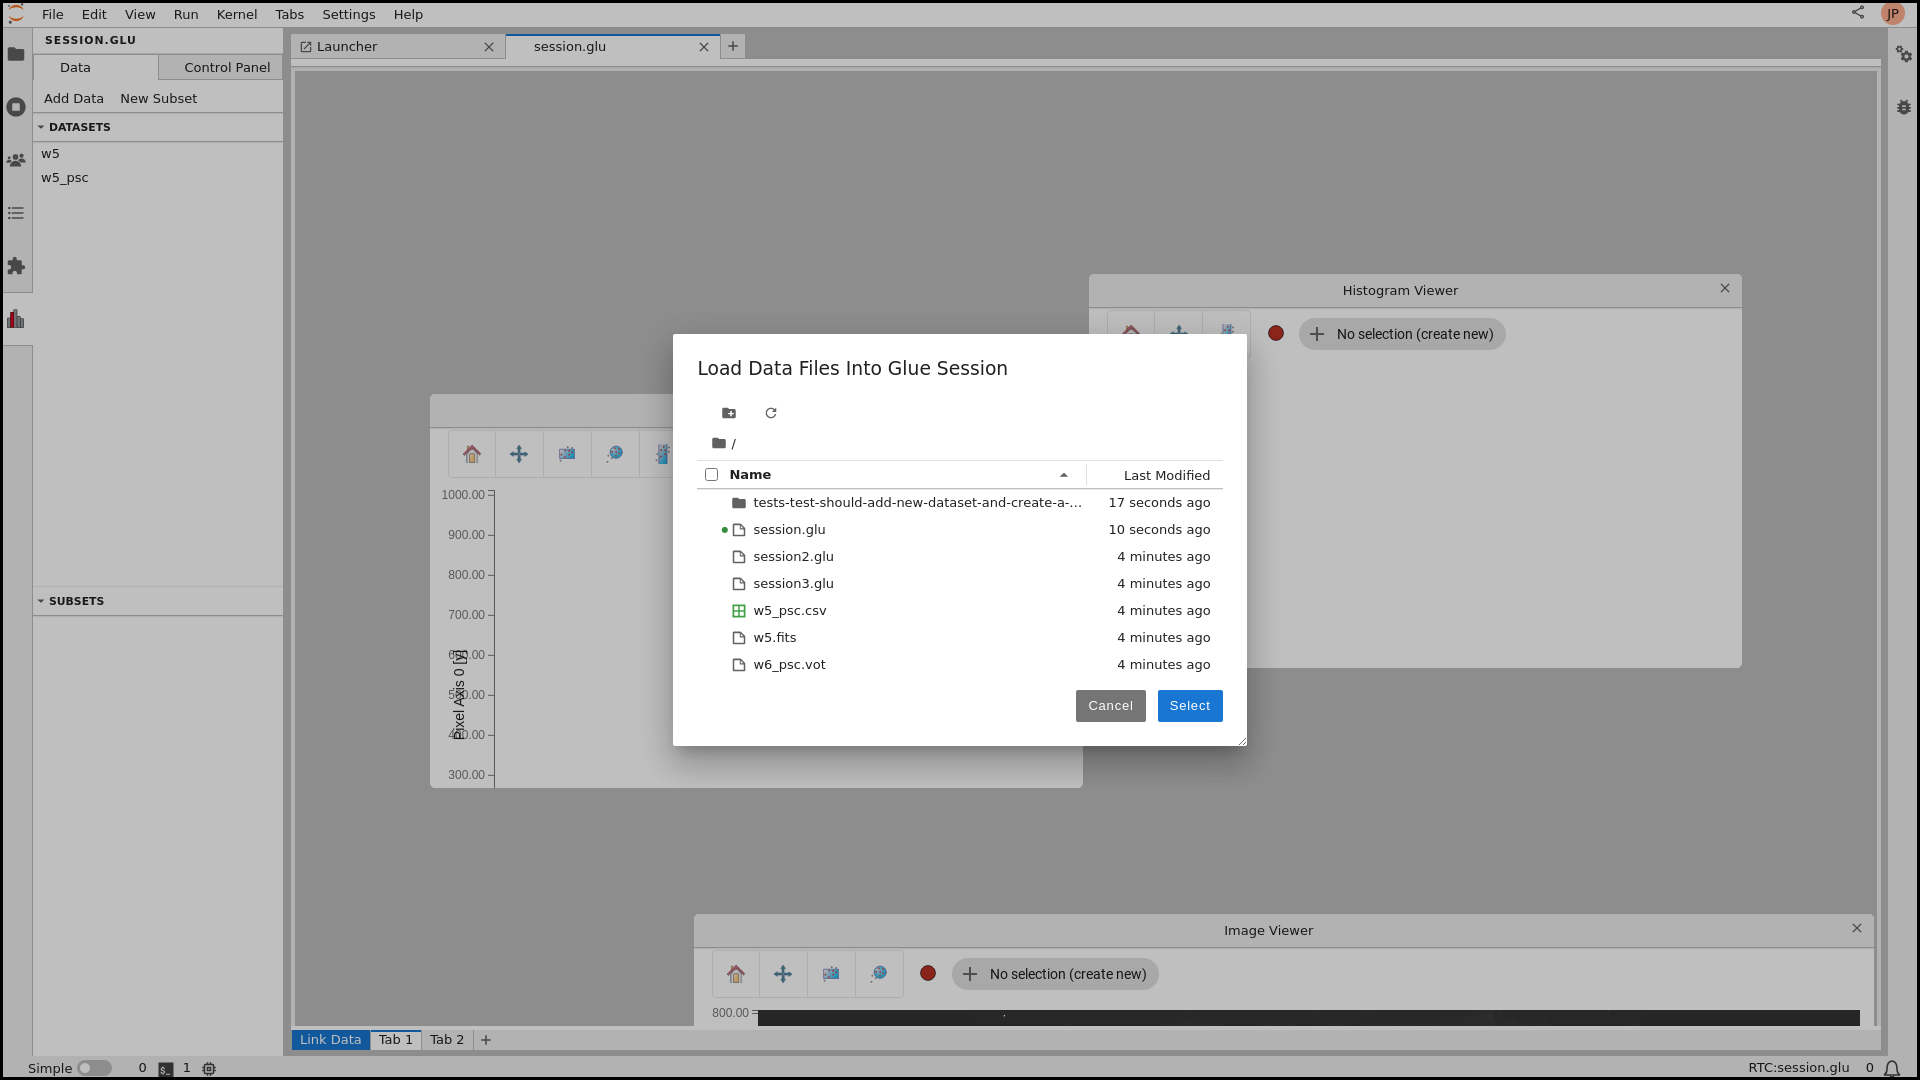 File Edit View Run Kernel Tabs Settings Help
JP
SESSION.GLU
Launcher
session.glu
Data
Control Panel
Add Data
New Subset
DATASETS
w5
w5_psc
SUBSETS
Histogram Viewer
No selection (create new)
Load Data Files Into Glue Session
/
Name
Last Modified
tests-test-should-add-new-dataset-and-create-a-... 17 seconds ago
session.glu 10 seconds ago
session2.glu 4 minutes ago
session3.glu 4 minutes ago
w5_psc.csv 4 minutes ago
w5.fits 4 minutes ago
w6_psc.vot 4 minutes ago
Cancel
Select
1000.00
900.00
800.00
700.00
600.00
500.00
400.00
300.00
Pixel Axis 0 [y]
Image Viewer
No selection (create new)
800.00
Link Data
Tab 1
Tab 2
Simple
0
$_
1
RTC:session.glu
0